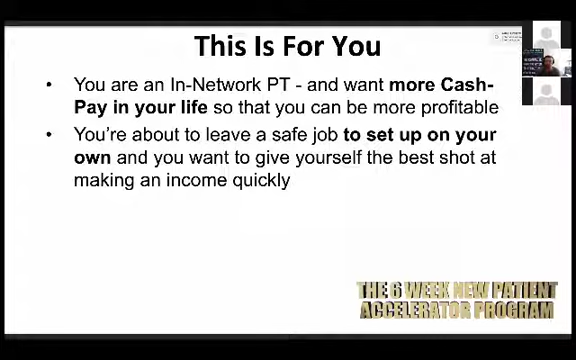 This Is For You
• You are an In-Network PT - and want more Cash-
Pay in your life so that you can be more profitable
• You're about to leave a safe job to set up on your
own and you want to give yourself the best shot at
making an income quickly
THE 6 WEEK NEW PATIENT
ACCELERATOR PROGRAM